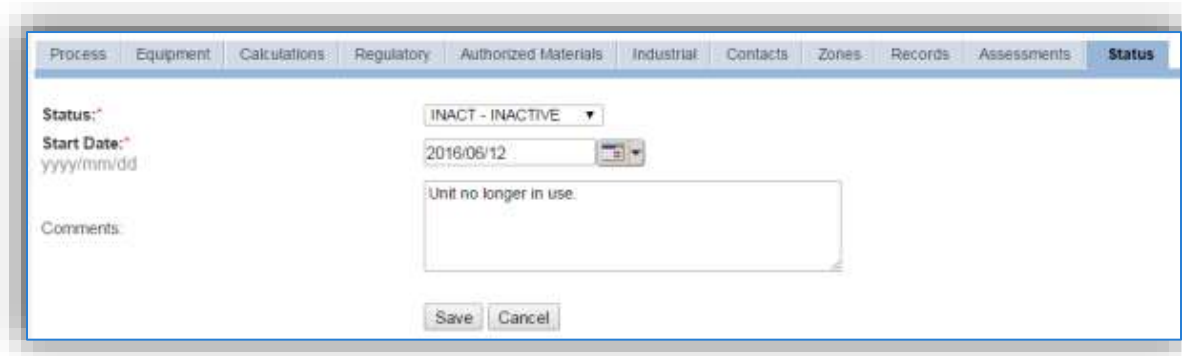 Process Equipment Calculations Regulatory Authorized Materials Industrial Contacts Zones Records Assessments Status
Status:* INACT - INACTIVE
Start Date:* 2016/06/12
yyyy/mm/dd
Unit no longer in use.
Comments:
Save Cancel